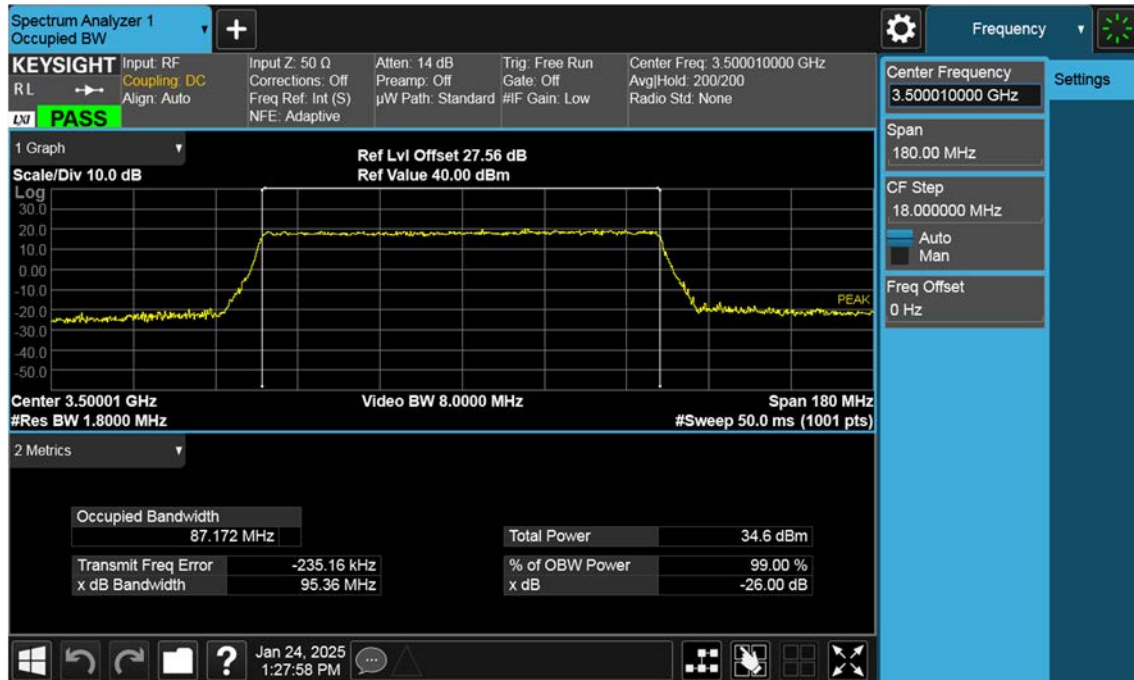 Spectrum Analyzer 1
Occupied BW
+
Frequency
KEYSIGHT
RL
LXI
PASS
Input: RF
Coupling: DC
Align: Auto
Input Z: 50 Ω
Corrections: Off
Freq Ref: Int (S)
NFE: Adaptive
Atten: 14 dB
Preamp: Off
µW Path: Standard
Trig: Free Run
Gate: Off
#IF Gain: Low
Center Freq: 3.500010000 GHz
Avg|Hold: 200/200
Radio Std: None
1 Graph
Scale/Div 10.0 dB
Ref Lvl Offset 27.56 dB
Ref Value 40.00 dBm
Log
30.0
20.0
10.0
0.00
-10.0
-20.0
-30.0
-40.0
-50.0
PEAK
Center 3.50001 GHz
#Res BW 1.8000 MHz
Video BW 8.0000 MHz
Span 180 MHz
#Sweep 50.0 ms (1001 pts)
2 Metrics
Occupied Bandwidth
87.172 MHz
Transmit Freq Error -235.16 kHz
x dB Bandwidth 95.36 MHz
Total Power 34.6 dBm
% of OBW Power 99.00 %
x dB -26.00 dB
?
Jan 24, 2025
1:27:58 PM
Center Frequency
3.500010000 GHz
Settings
Span
180.00 MHz
CF Step
18.000000 MHz
Auto
Man
Freq Offset
0 Hz